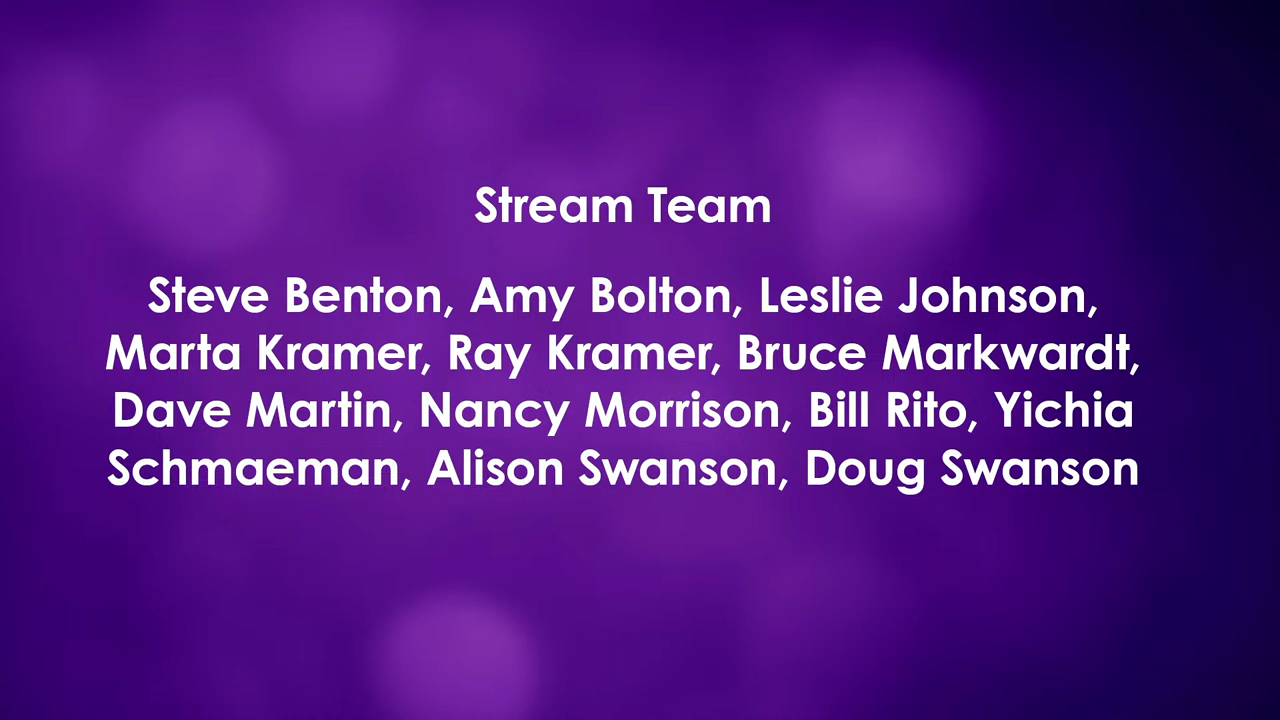 Stream Team
Steve Benton, Amy Bolton, Leslie Johnson,
Marta Kramer, Ray Kramer, Bruce Markwardt,
Dave Martin, Nancy Morrison, Bill Rito, Yichia
Schmaeman, Alison Swanson, Doug Swanson